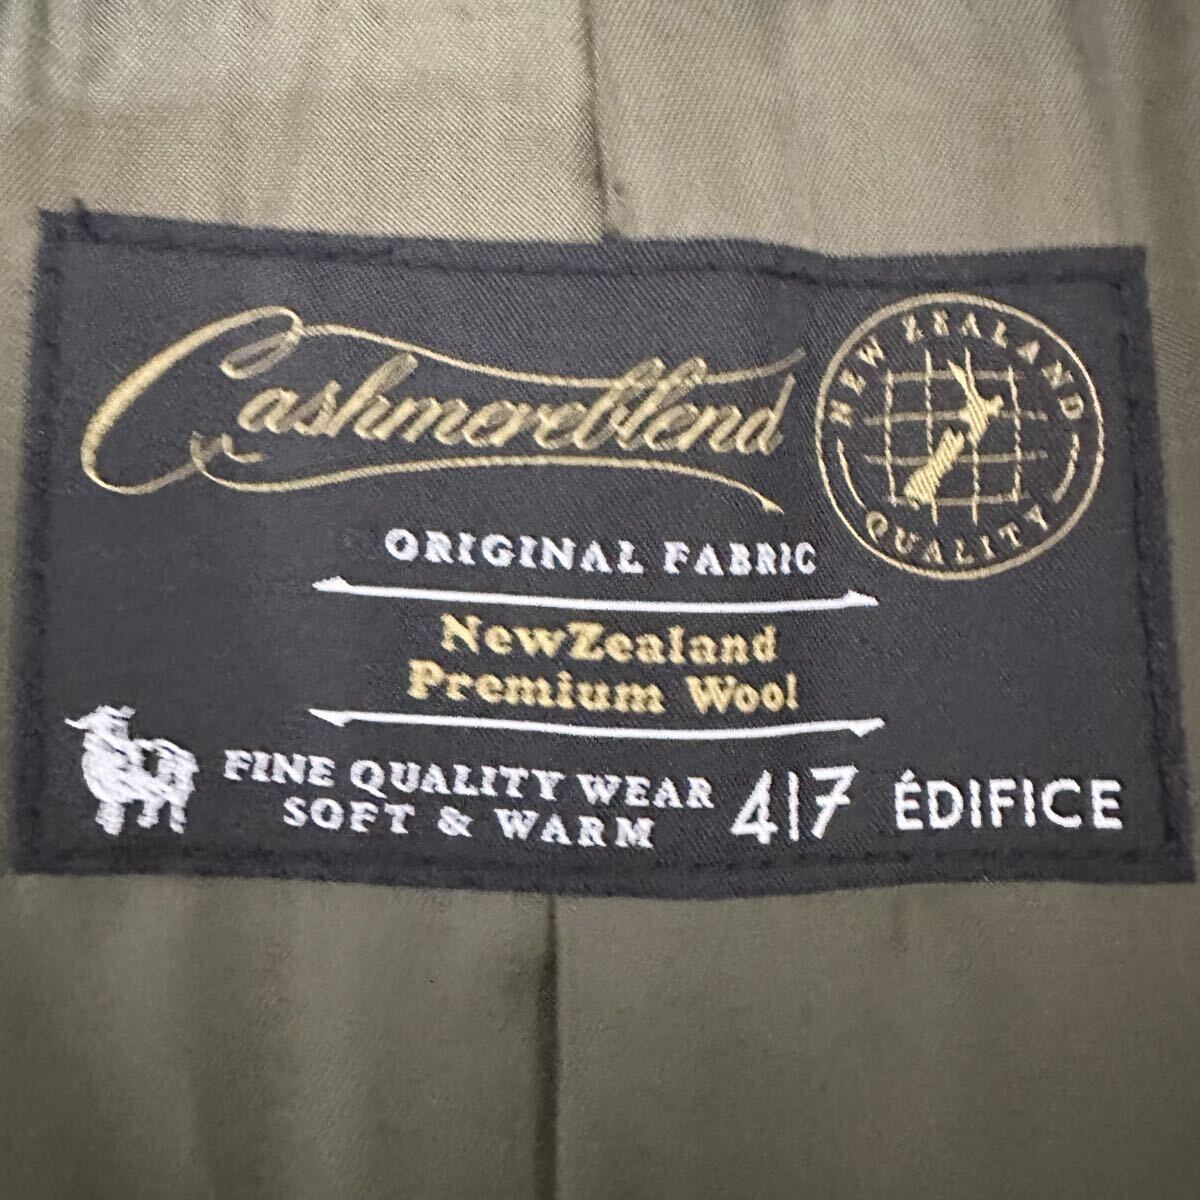 Cashmereblend
NEW ZEALAND
QUALITY
ORIGINAL FABRIC
NewZealand
Premium Wool
FINE QUALITY WEAR
SOFT & WARM
417 ÉDIFICE